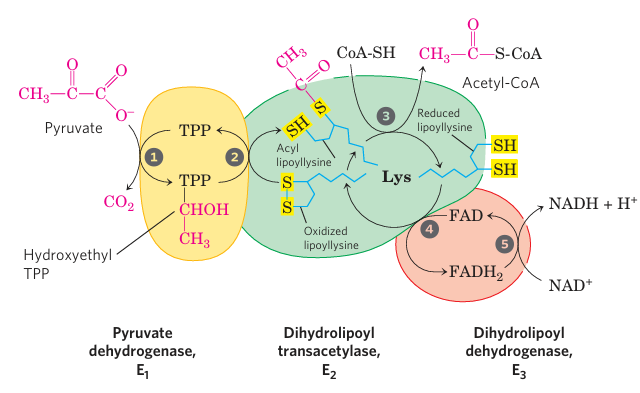 CH₃—C—C
O
O
O⁻
Pyruvate
CO₂
Hydroxyethyl
TPP
TPP
TPP
CHOH
CH₃
1
2
CH₃
C
O
S
SH
Acyl
lipoyllysine
S
S
Oxidized
lipoyllysine
Lys
CoA-SH
3
O
CH₃—C—S-CoA
Acetyl-CoA
Reduced
lipoyllysine
SH
SH
4
FAD
FADH₂
5
NADH + H⁺
NAD⁺
Pyruvate
dehydrogenase,
E₁
Dihydrolipoyl
transacetylase,
E₂
Dihydrolipoyl
dehydrogenase,
E₃